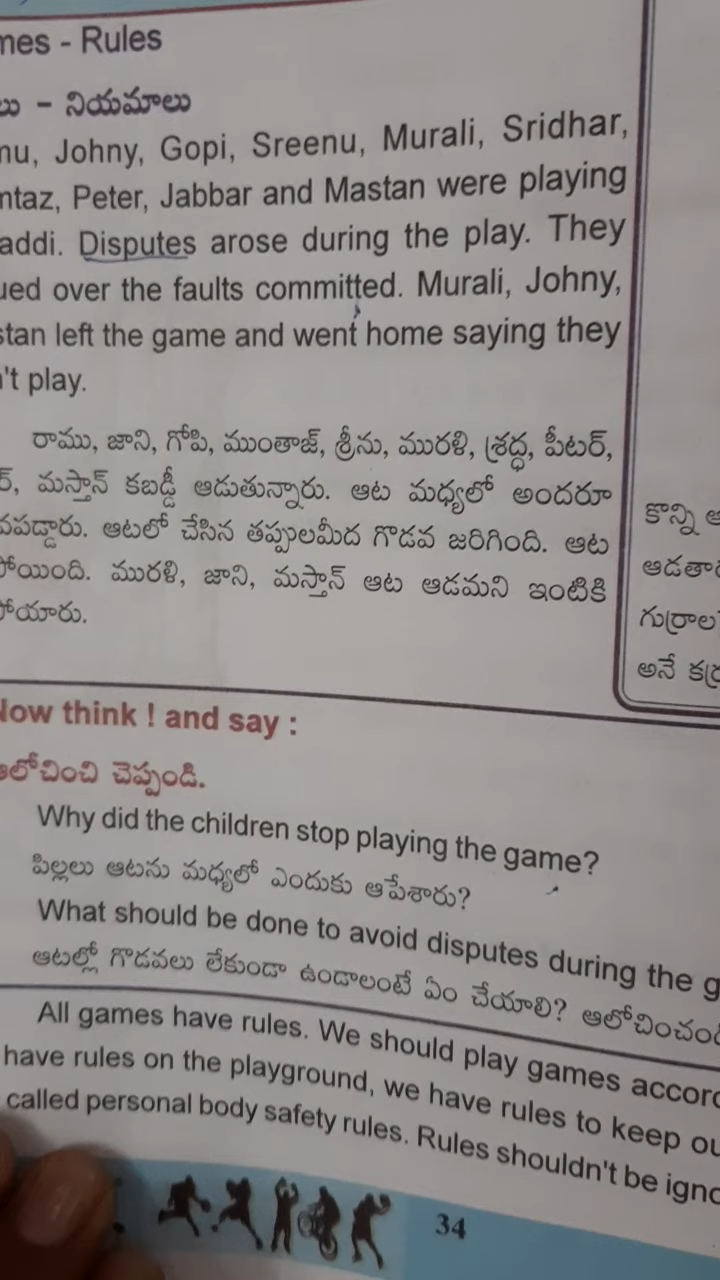 mes - Rules
లు – నియమాలు
mu, Johny, Gopi, Sreenu, Murali, Sridhar,
ntaz, Peter, Jabbar and Mastan were playing
addi. Disputes arose during the play. They
ued over the faults committed. Murali, Johny,
stan left the game and went home saying they
n't play.
రాము, జాని, గోపి, ముంతాజ్, శ్రీను, మురళి, శ్రద్ధ, పీటర్,
ర్, మస్తాన్ కబడ్డీ ఆడుతున్నారు. ఆట మధ్యలో అందరూ
వపడ్డారు. ఆటలో చేసిన తప్పులమీద గొడవ జరిగింది. ఆట
పోయింది. మురళి, జాని, మస్తాన్ ఆట ఆడమని ఇంటికి
పోయారు.
కొన్ని ఆ
ఆడతార
గుర్రాల
అనే కర్ర
Now think ! and say :
ఆలోచించి చెప్పండి.
Why did the children stop playing the game?
పిల్లలు ఆటను మధ్యలో ఎందుకు ఆపేశారు?
What should be done to avoid disputes during the g
ఆటల్లో గొడవలు లేకుండా ఉండాలంటే ఏం చేయాలి? ఆలోచించండ
All games have rules. We should play games accord
have rules on the playground, we have rules to keep ou
called personal body safety rules. Rules shouldn't be igno
34